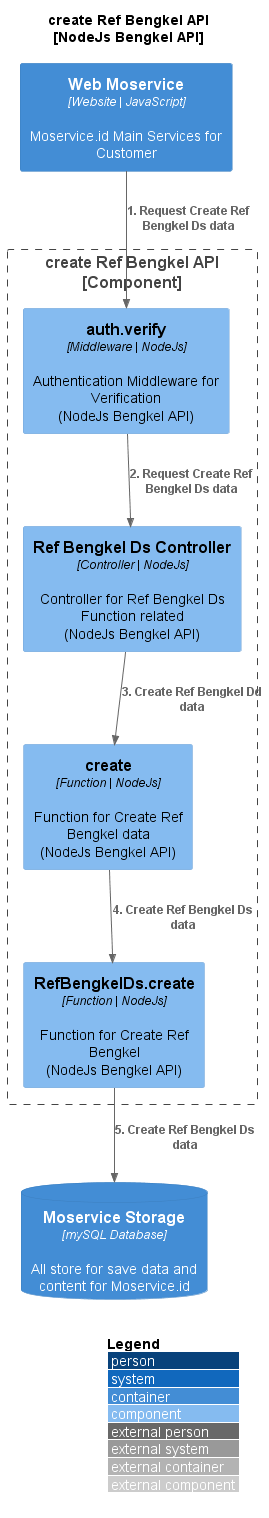 create Ref Bengkel API
[NodeJs Bengkel API]
Web Moservice
[Website | JavaScript]
Moservice.id Main Services for
Customer
1. Request Create Ref
Bengkel Ds data
create Ref Bengkel API
[Component]
auth.verify
[Middleware | NodeJs]
Authentication Middleware for
Verification
(NodeJs Bengkel API)
2. Request Create Ref
Bengkel Ds data
Ref Bengkel Ds Controller
[Controller | NodeJs]
Controller for Ref Bengkel Ds
Function related
(NodeJs Bengkel API)
3. Create Ref Bengkel Dd
data
create
[Function | NodeJs]
Function for Create Ref
Bengkel data
(NodeJs Bengkel API)
4. Create Ref Bengkel Ds
data
RefBengkelDs.create
[Function | NodeJs]
Function for Create Ref
Bengkel
(NodeJs Bengkel API)
5. Create Ref Bengkel Ds
data
Moservice Storage
[mySQL Database]
All store for save data and
content for Moservice.id
Legend
person
system
container
component
external person
external system
external container
external component